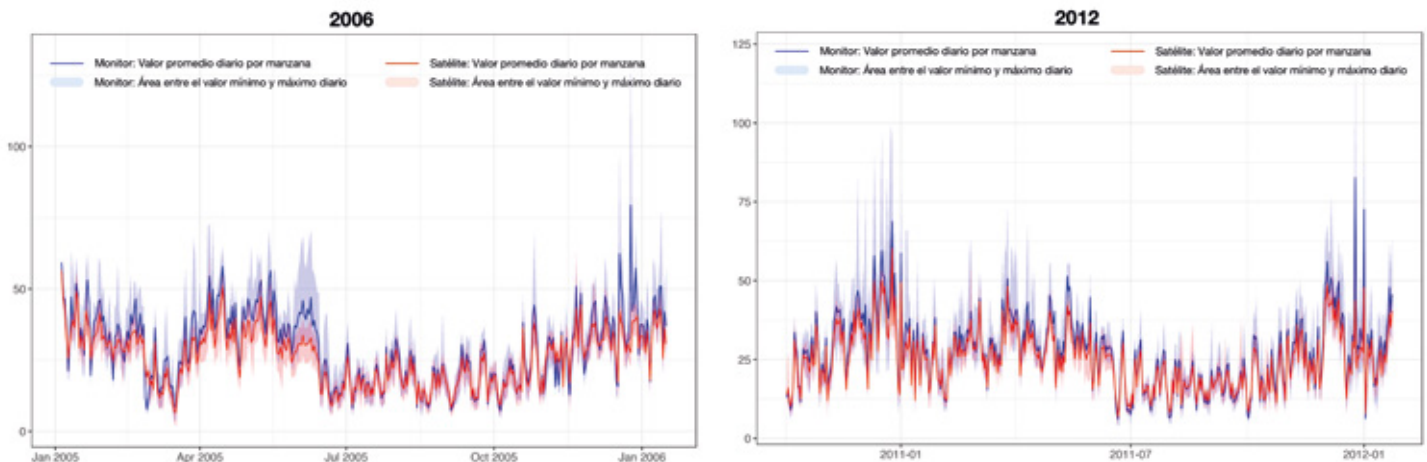 2006
Monitor: Valor promedio diario por manzana
Satélite: Valor promedio diario por manzana
Monitor: Área entre el valor mínimo y máximo diario
Satélite: Área entre el valor mínimo y máximo diario
100
50
0
Jan 2005
Apr 2005
Jul 2005
Oct 2005
Jan 2006
2012
125
Monitor: Valor promedio diario por manzana
Satélite: Valor promedio diario por manzana
Monitor: Área entre el valor mínimo y máximo diario
Satélite: Área entre el valor mínimo y máximo diario
100
75
50
25
0
2011-01
2011-07
2012-01